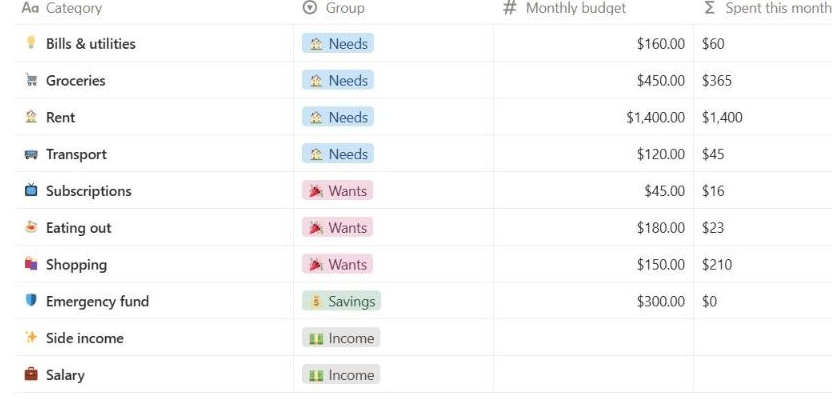 Aa Category Group # Monthly budget Σ Spent this month
Bills & utilities Needs $160.00 $60
Groceries Needs $450.00 $365
Rent Needs $1,400.00 $1,400
Transport Needs $120.00 $45
Subscriptions Wants $45.00 $16
Eating out Wants $180.00 $23
Shopping Wants $150.00 $210
Emergency fund Savings $300.00 $0
Side income Income
Salary Income